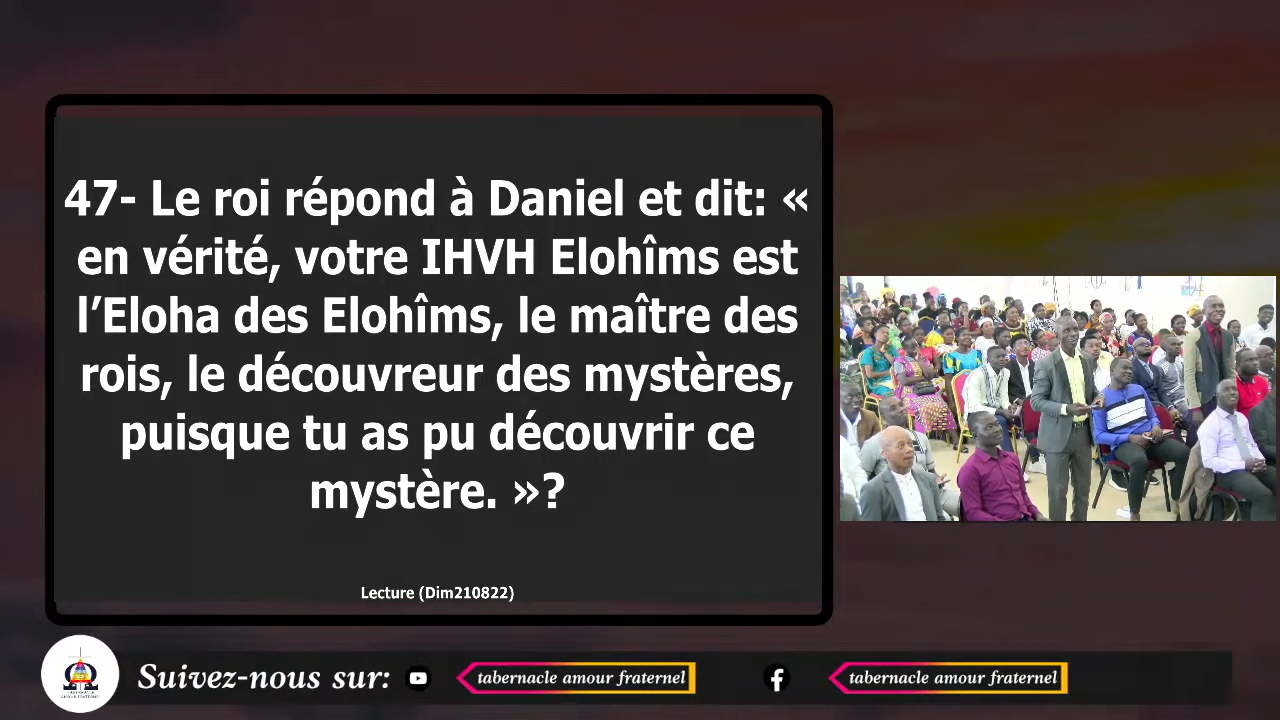 47- Le roi répond à Daniel et dit: «
en vérité, votre IHVH Elohîms est
l’Eloha des Elohîms, le maître des
rois, le découvreur des mystères,
puisque tu as pu découvrir ce
mystère. »?
Lecture (Dim210822)
Suivez-nous sur:
tabernacle amour fraternel
tabernacle amour fraternel